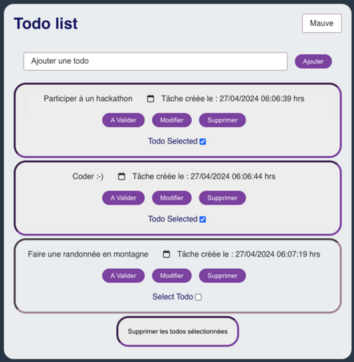 Todo list
Mauve
Ajouter une todo
Ajouter
Participer à un hackathon Tâche créée le : 27/04/2024 06:06:39 hrs
A Valider Modifier Supprimer
Todo Selected
Coder :-) Tâche créée le : 27/04/2024 06:06:44 hrs
A Valider Modifier Supprimer
Todo Selected
Faire une randonnée en montagne Tâche créée le : 27/04/2024 06:07:19 hrs
A Valider Modifier Supprimer
Select Todo
Supprimer les todos sélectionnées